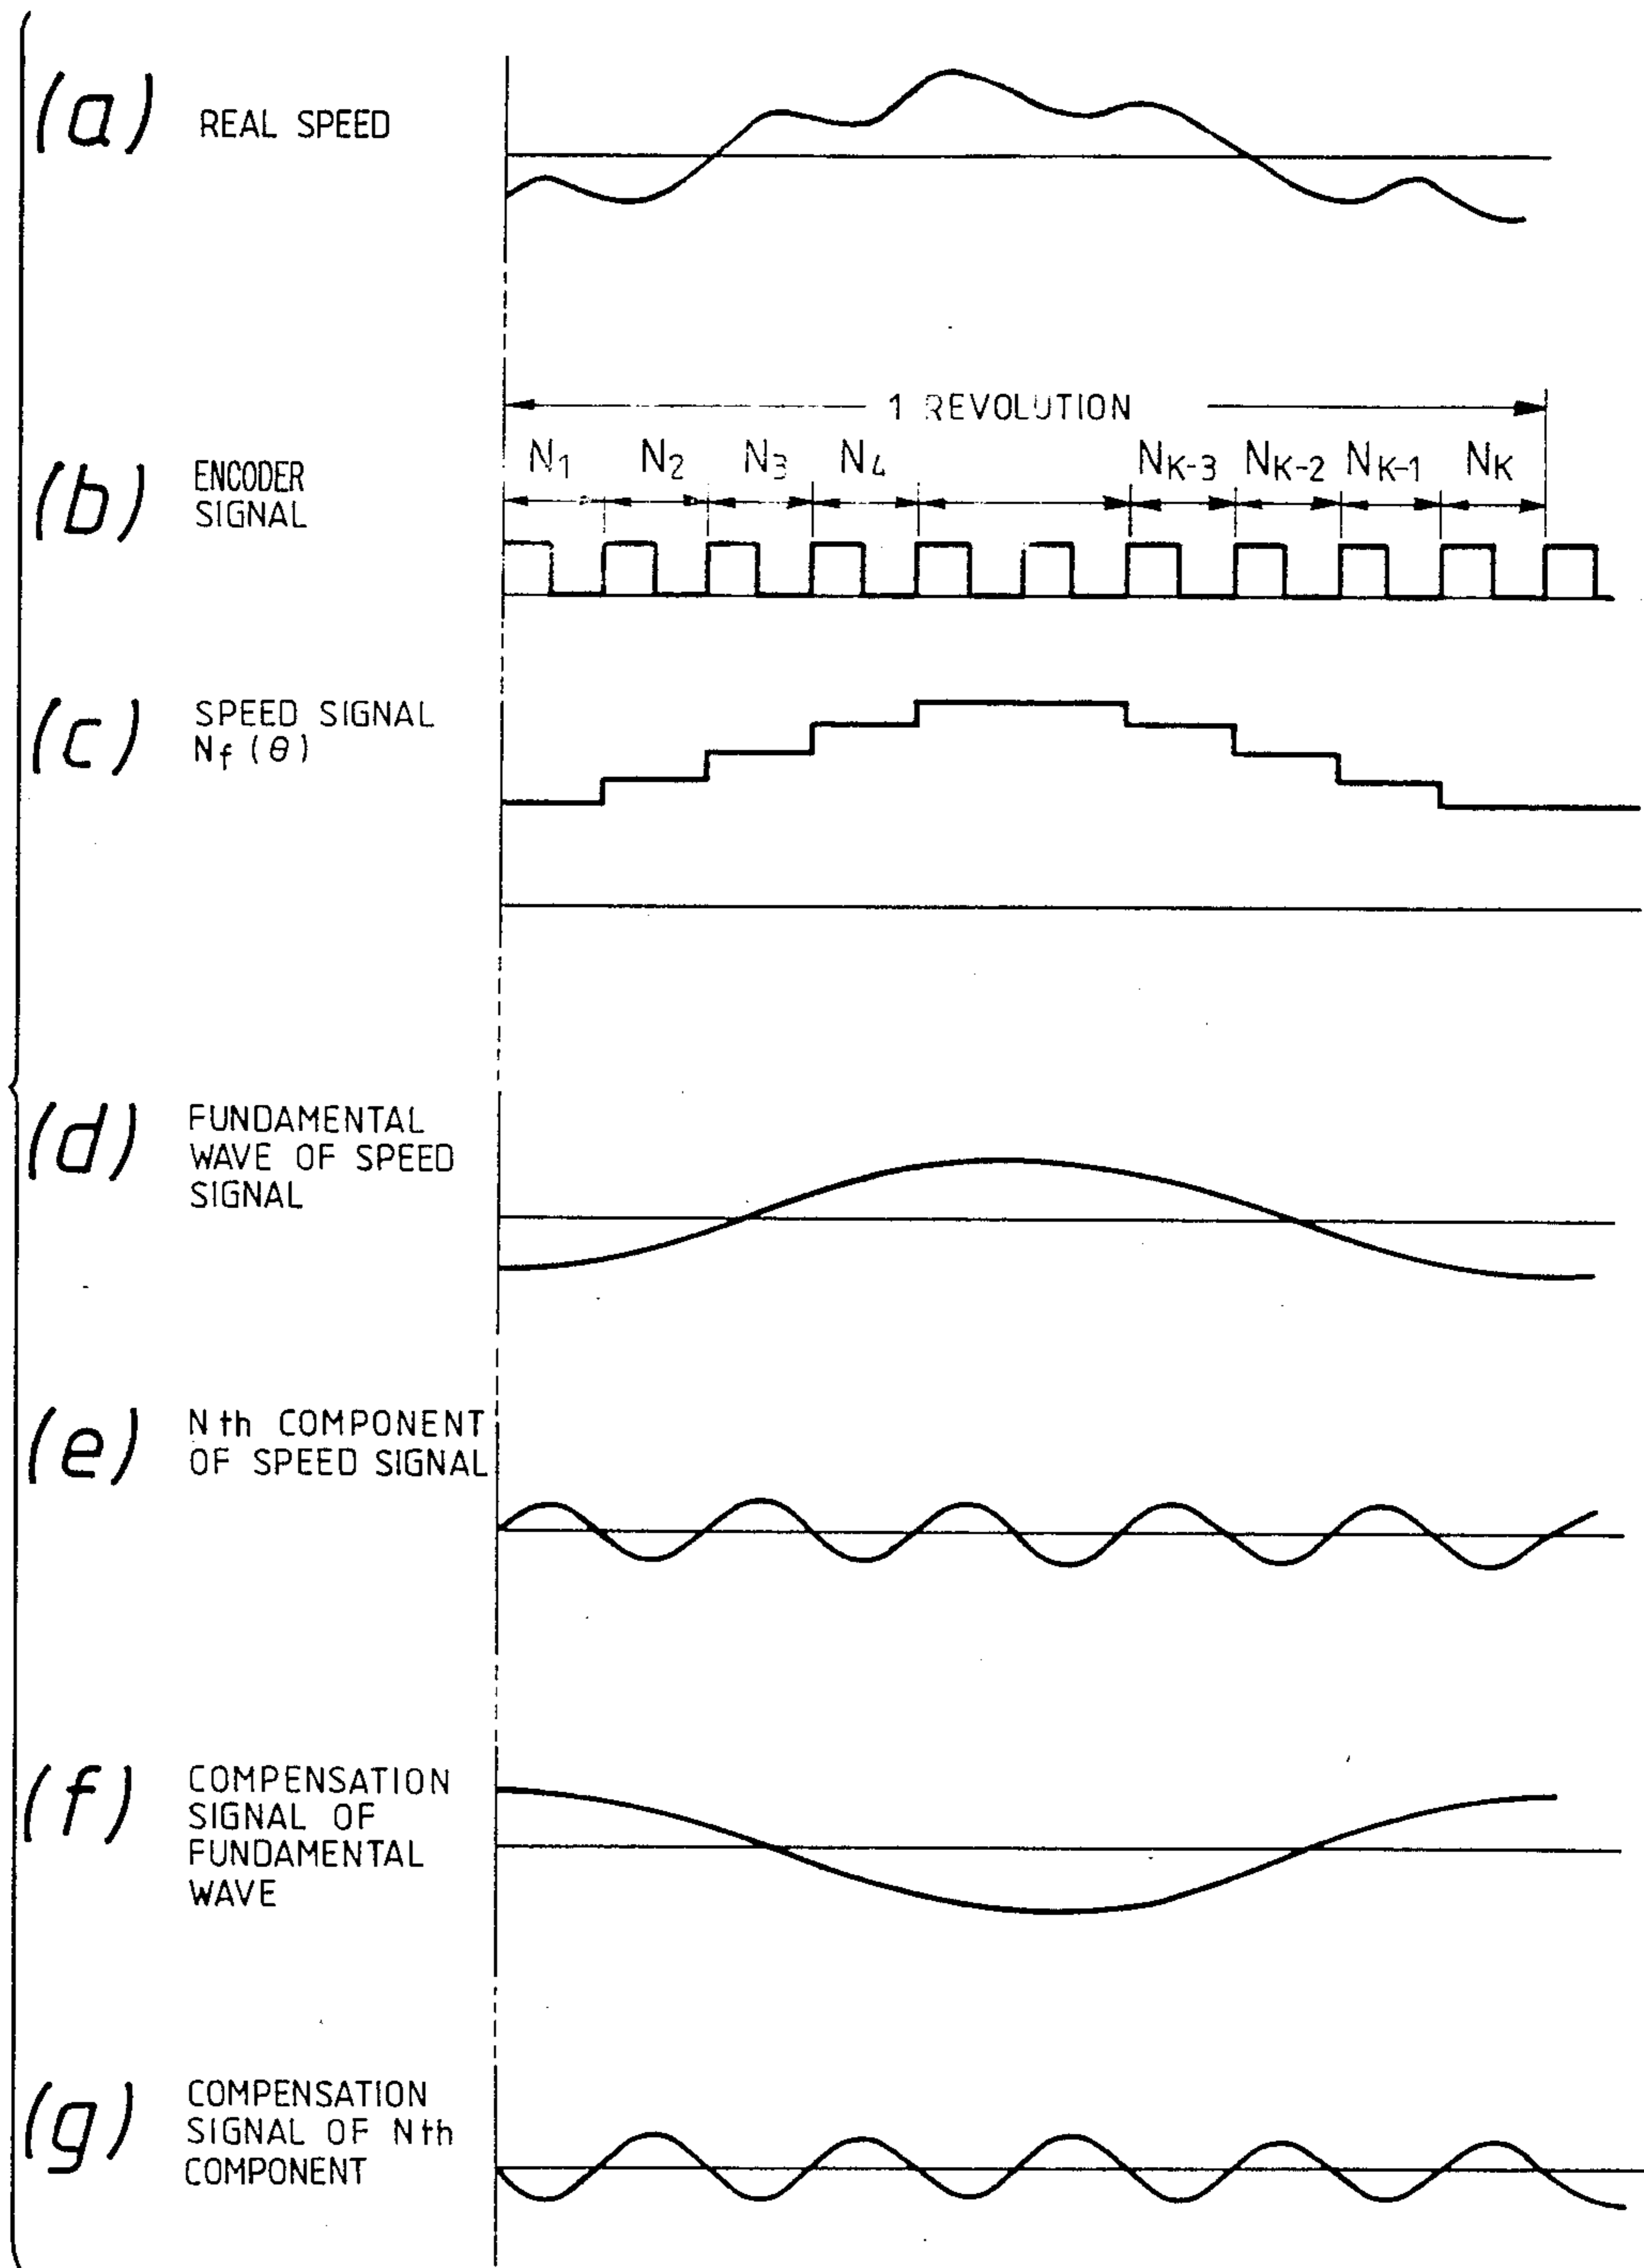 (a) REAL SPEED
1 REVOLUTION
N1 N2 N3 N4 NK-3 NK-2 NK-1 NK
(b) ENCODER
SIGNAL
(c) SPEED SIGNAL
Nf (θ)
(d) FUNDAMENTAL
WAVE OF SPEED
SIGNAL
(e) Nth COMPONENT
OF SPEED SIGNAL
(f) COMPENSATION
SIGNAL OF
FUNDAMENTAL
WAVE
(g) COMPENSATION
SIGNAL OF Nth
COMPONENT